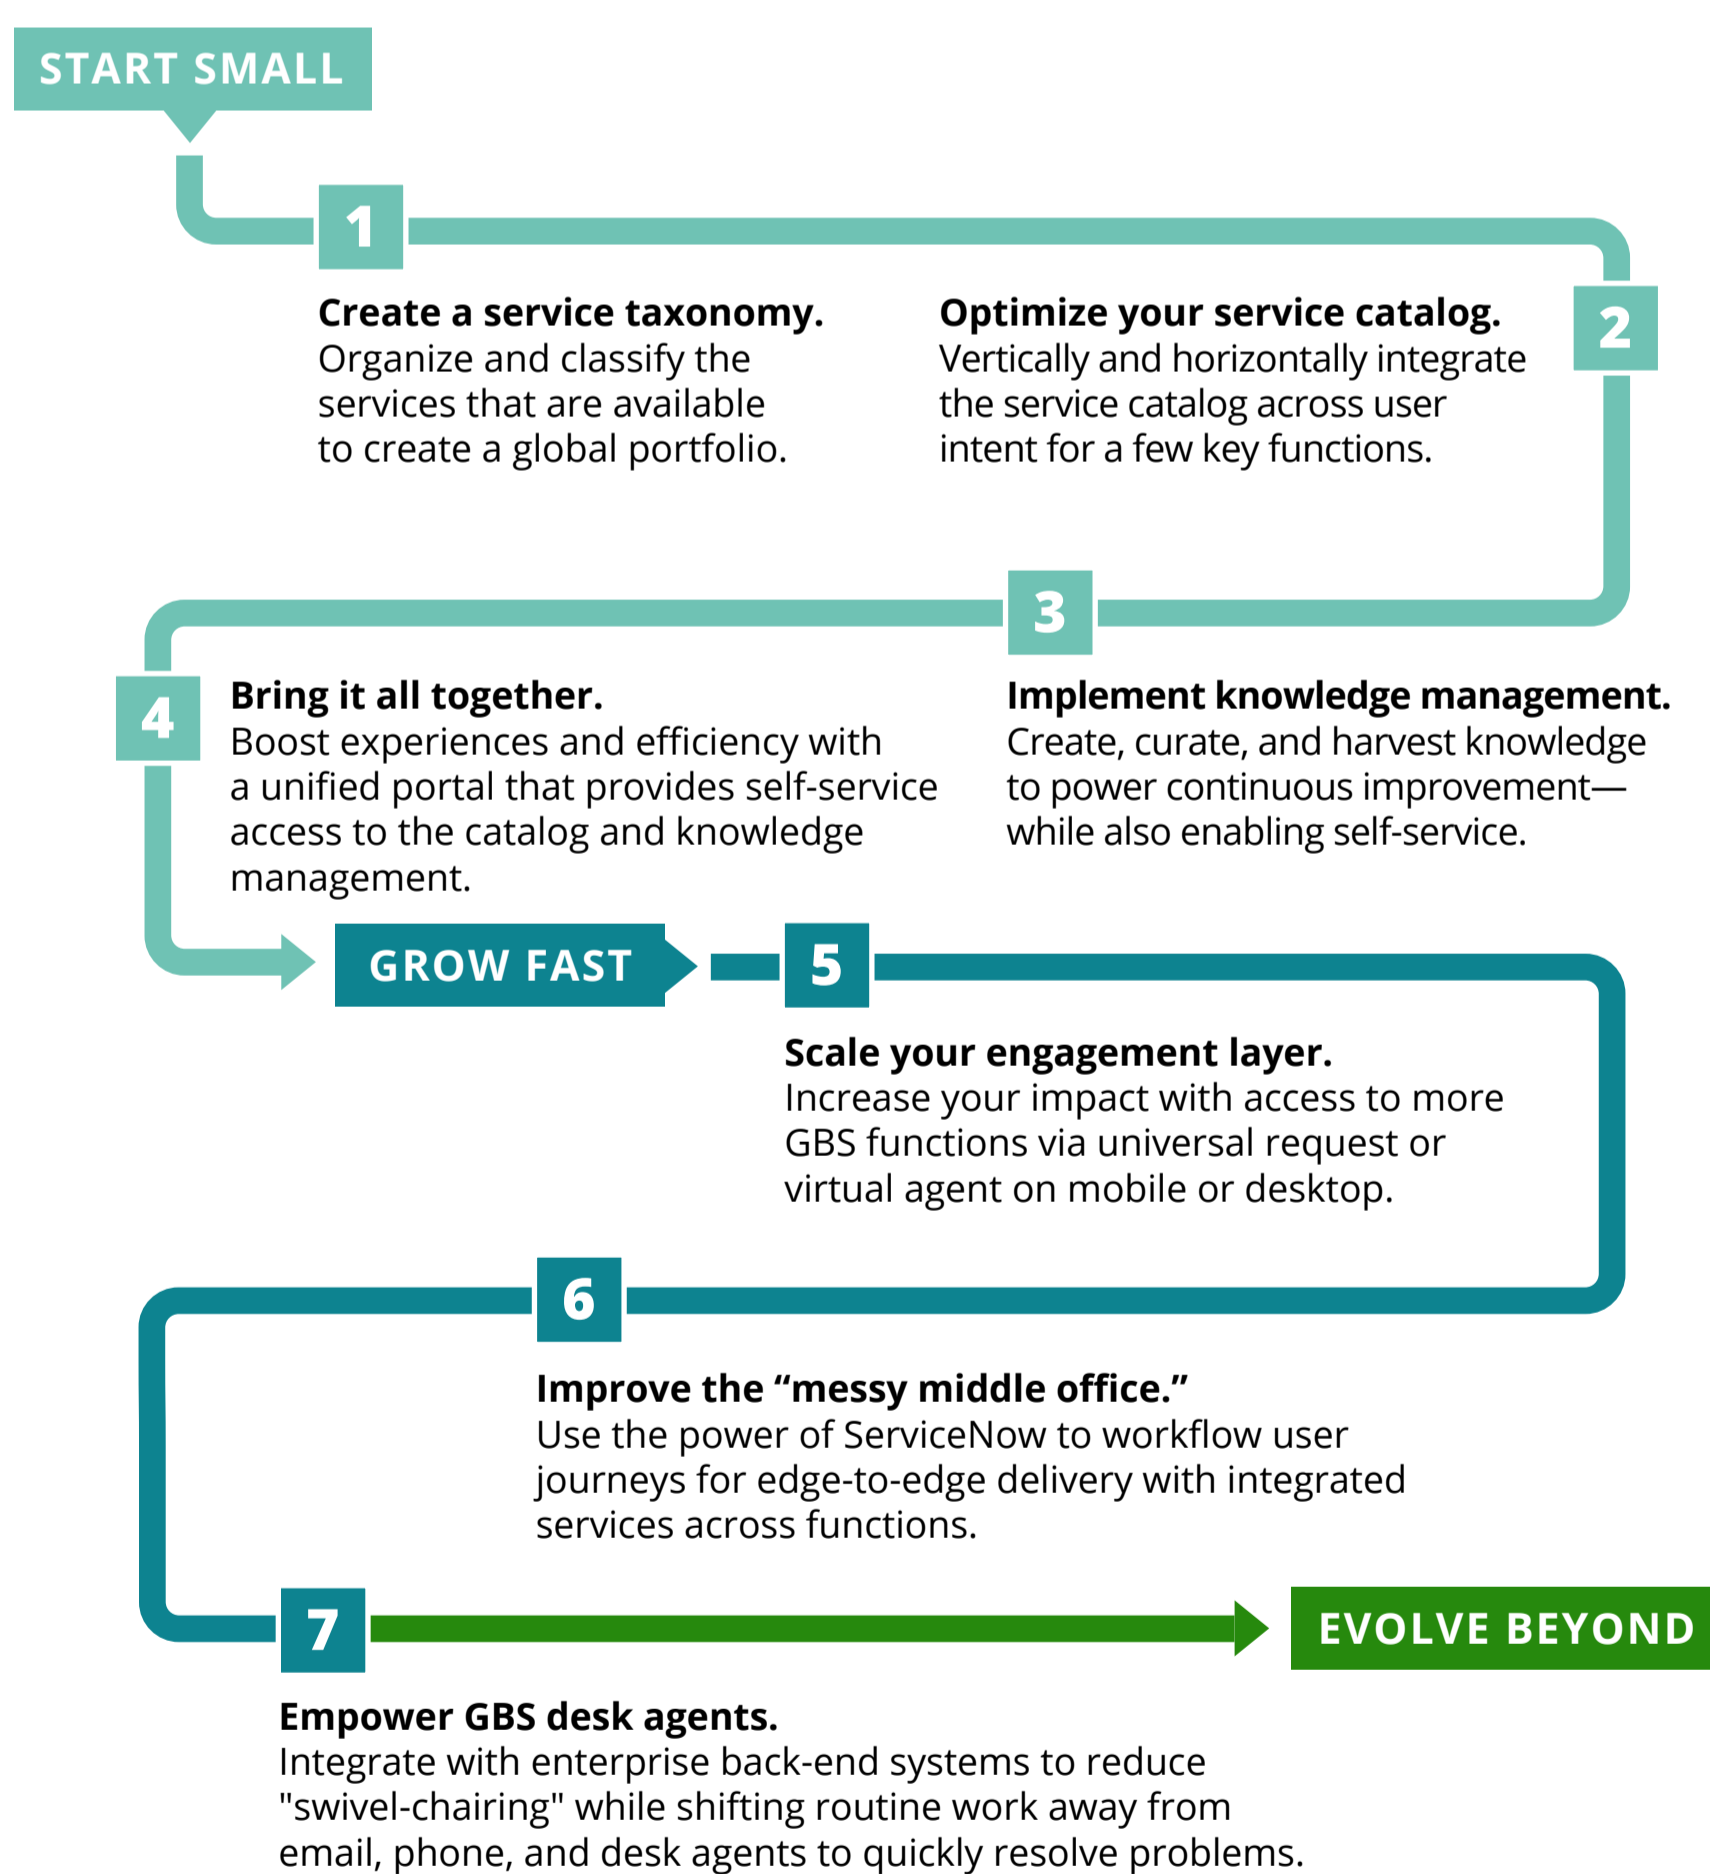 START SMALL
1
Create a service taxonomy.
Organize and classify the
services that are available
to create a global portfolio.
2
Optimize your service catalog.
Vertically and horizontally integrate
the service catalog across user
intent for a few key functions.
3
Implement knowledge management.
Create, curate, and harvest knowledge
to power continuous improvement—
while also enabling self-service.
4
Bring it all together.
Boost experiences and efficiency with
a unified portal that provides self-service
access to the catalog and knowledge
management.
GROW FAST
5
Scale your engagement layer.
Increase your impact with access to more
GBS functions via universal request or
virtual agent on mobile or desktop.
6
Improve the “messy middle office.”
Use the power of ServiceNow to workflow user
journeys for edge-to-edge delivery with integrated
services across functions.
7
Empower GBS desk agents.
Integrate with enterprise back-end systems to reduce
"swivel-chairing" while shifting routine work away from
email, phone, and desk agents to quickly resolve problems.
EVOLVE BEYOND